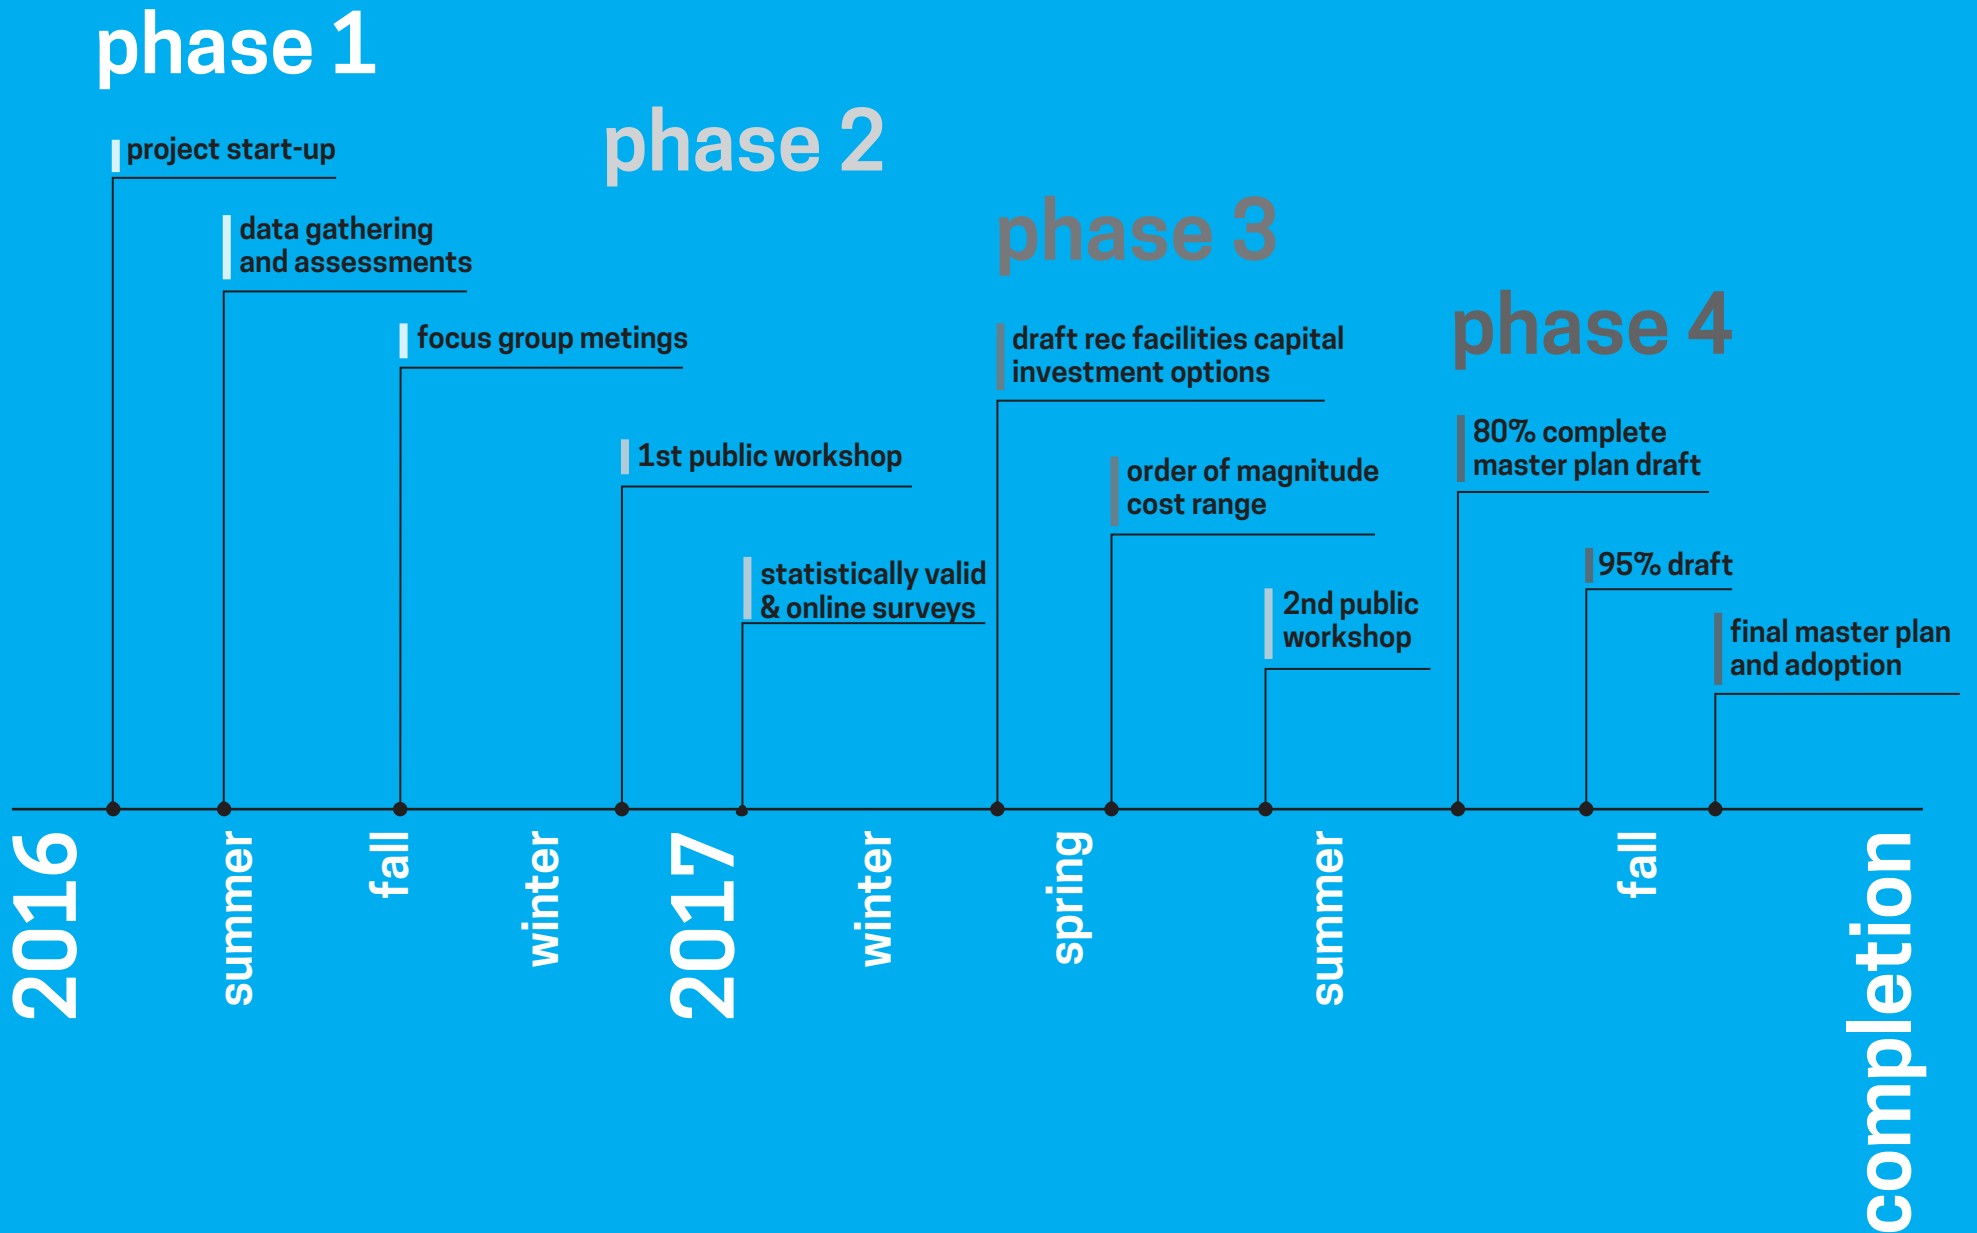 phase 1
project start-up
data gathering
and assessments
focus group metings
phase 2
1st public workshop
statistically valid
& online surveys
phase 3
draft rec facilities capital
investment options
order of magnitude
cost range
2nd public
workshop
phase 4
80% complete
master plan draft
95% draft
final master plan
and adoption
2016
summer
fall
winter
2017
winter
spring
summer
fall
completion